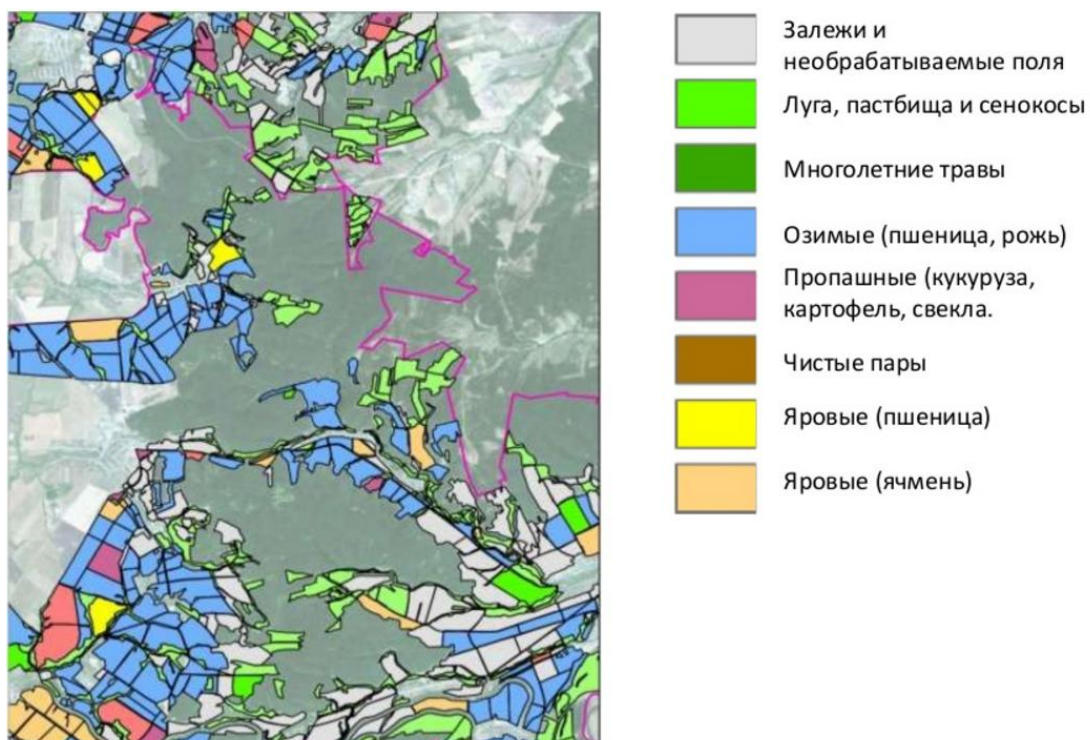 Залежи и
необрабатываемые поля
Луга, пастбища и сенокосы
Многолетние травы
Озимые (пшеница, рожь)
Пропашные (кукуруза,
картофель, свекла.
Чистые пары
Яровые (пшеница)
Яровые (ячмень)